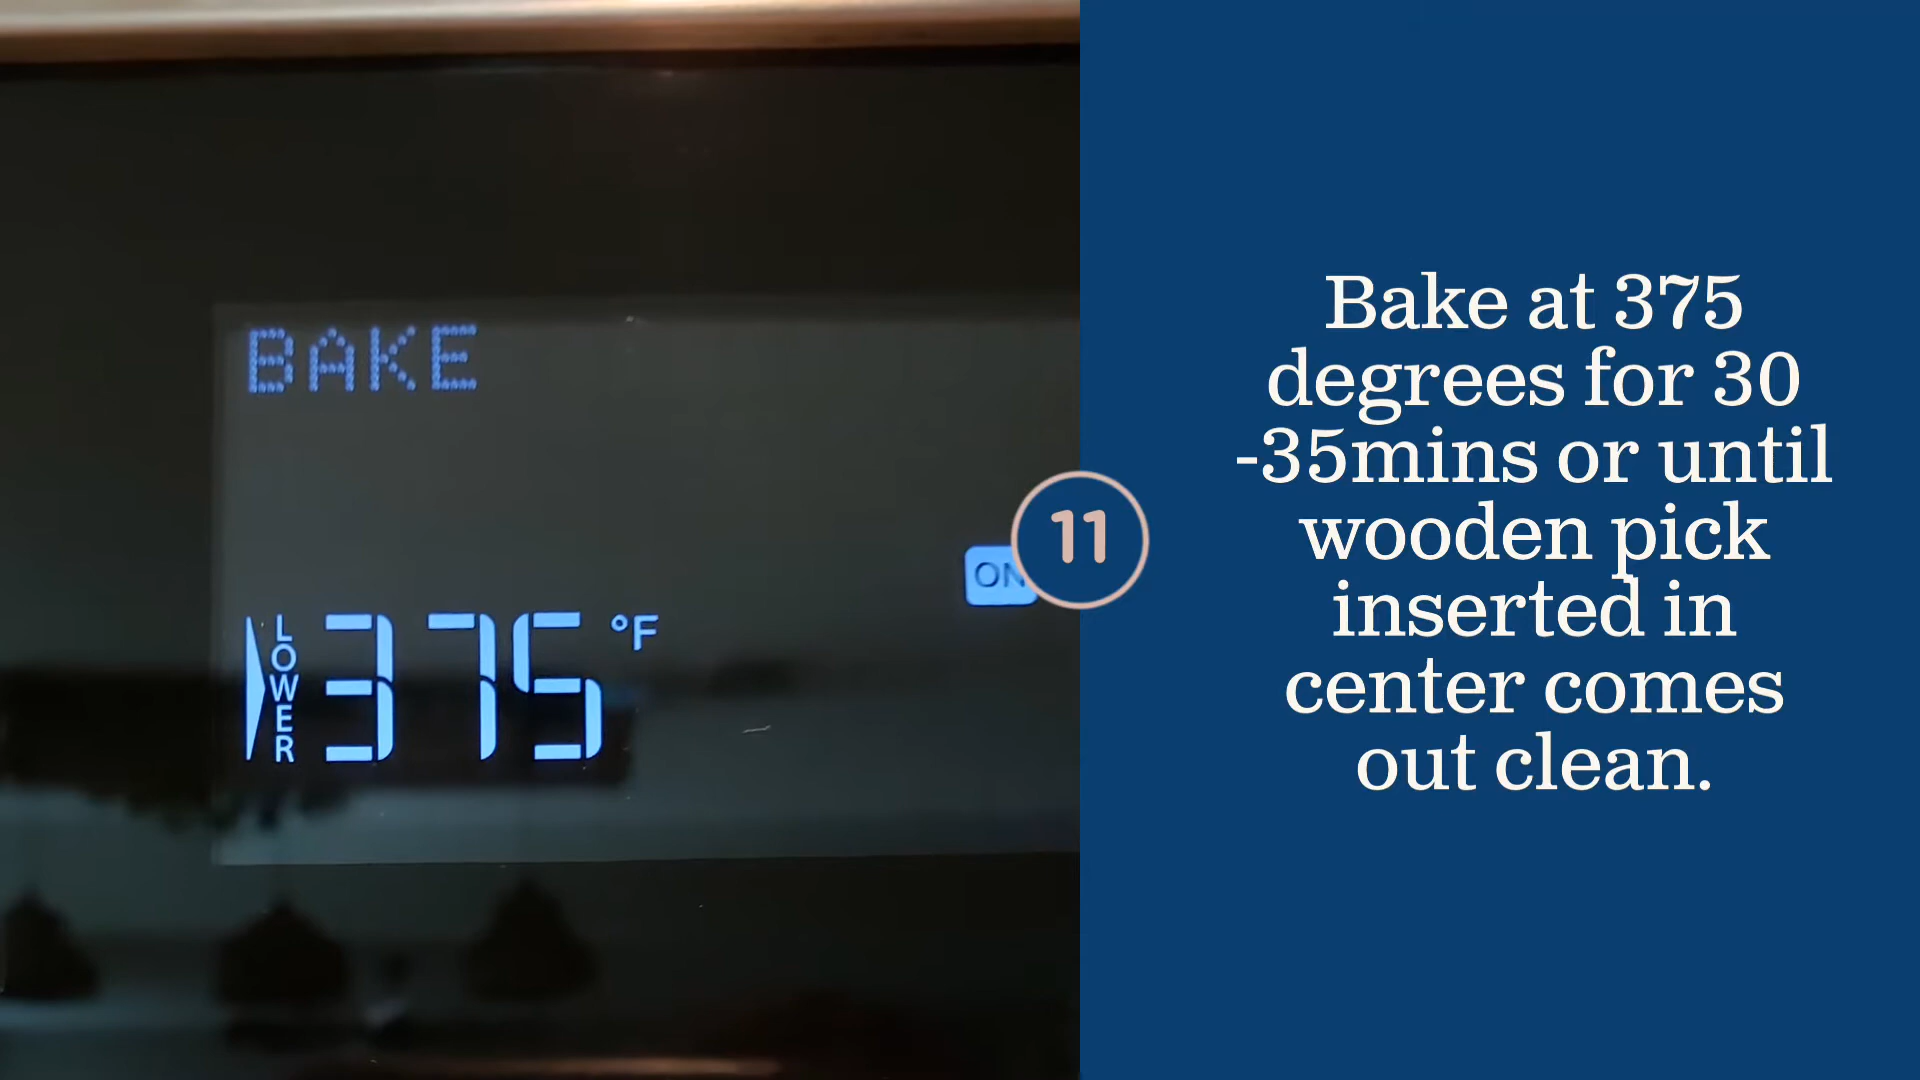 BAKE
ON
LOWER
375 °F
11
Bake at 375
degrees for 30
-35mins or until
wooden pick
inserted in
center comes
out clean.